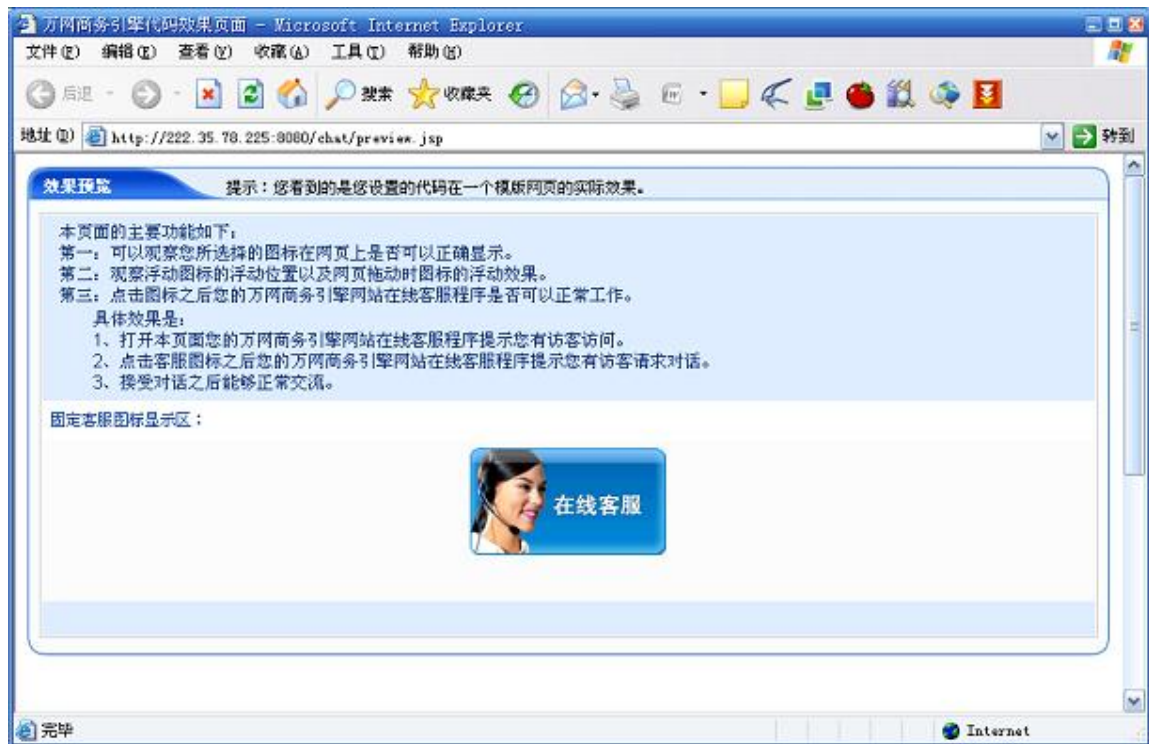 万网商务引擎代码效果页面 - Microsoft Internet Explorer
文件(F) 编辑(E) 查看(V) 收藏(A) 工具(T) 帮助(H)
后退 搜索 收藏夹
地址(D) http://222.35.78.225:8080/chat/preview.jsp 转到
效果预览 提示：您看到的是您设置的代码在一个模版网页的实际效果。
本页面的主要功能如下：
第一：可以观察您所选择的图标在网页上是否可以正确显示。
第二：观察浮动图标的浮动位置以及网页拖动时图标的浮动效果。
第三：点击图标之后您的万网商务引擎网站在线客服程序是否可以正常工作。
具体效果是：
1、打开本页面您的万网商务引擎网站在线客服程序提示您有访客访问。
2、点击客服图标之后您的万网商务引擎网站在线客服程序提示您有访客请求对话。
3、接受对话之后能够正常交流。
固定客服图标显示区：
在线客服
完毕 Internet